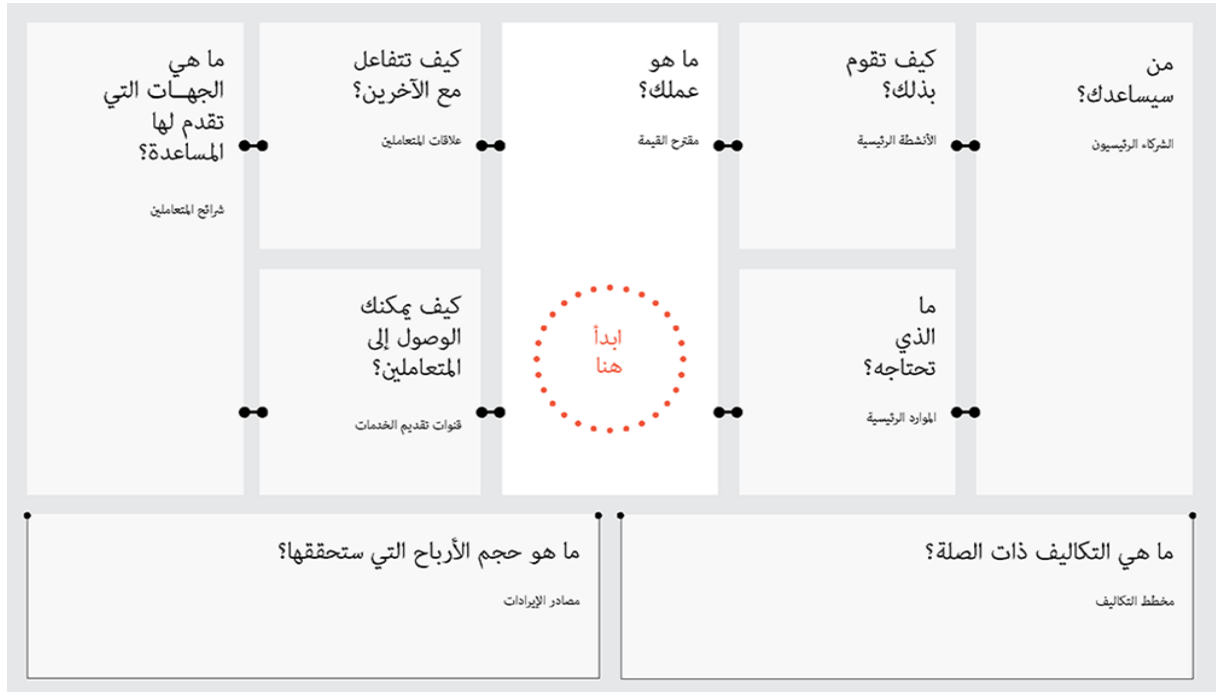 من
سيساعدك؟
الشركاء الرئيسيون
كيف تقوم
بذلك؟
الأنشطة الرئيسية
ما
الذي
تحتاجه؟
الموارد الرئيسية
ما هو
عملك؟
مقترح القيمة
ابدأ
هنا
كيف تتفاعل
مع الآخرين؟
علاقات المتعاملين
كيف يمكنك
الوصول إلى
المتعاملين؟
قنوات تقديم الخدمات
ما هي
الجهــات التي
تقدم لها
المساعدة؟
شرائح المتعاملين
ما هي التكاليف ذات الصلة؟
مخطط التكاليف
ما هو حجم الأرباح التي ستحققها؟
مصادر الإيرادات